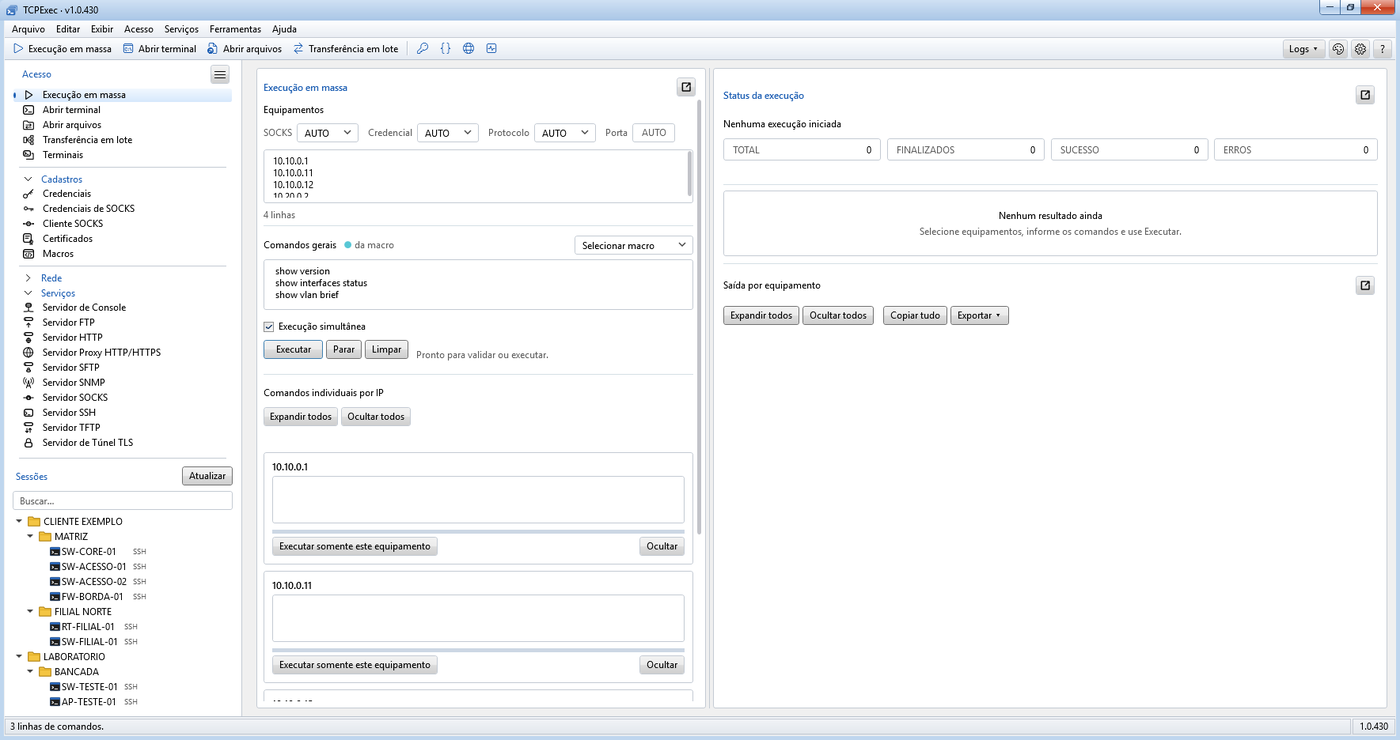 TCPExec · v1.0.430
Arquivo Editar Exibir Acesso Serviços Ferramentas Ajuda
Execução em massa Abrir terminal Abrir arquivos Transferência em lote {} Logs ?
Acesso
Execução em massa
Abrir terminal
Abrir arquivos
Transferência em lote
Terminais
Cadastros
Credenciais
Credenciais de SOCKS
Cliente SOCKS
Certificados
Macros
Rede
Serviços
Servidor de Console
Servidor FTP
Servidor HTTP
Servidor Proxy HTTP/HTTPS
Servidor SFTP
Servidor SNMP
Servidor SOCKS
Servidor SSH
Servidor TFTP
Servidor de Túnel TLS
Sessões Atualizar
Buscar...
CLIENTE EXEMPLO
MATRIZ
SW-CORE-01 SSH
SW-ACESSO-01 SSH
SW-ACESSO-02 SSH
FW-BORDA-01 SSH
FILIAL NORTE
RT-FILIAL-01 SSH
SW-FILIAL-01 SSH
LABORATORIO
BANCADA
SW-TESTE-01 SSH
AP-TESTE-01 SSH
Execução em massa
Equipamentos
SOCKS AUTO Credencial AUTO Protocolo AUTO Porta AUTO
10.10.0.1
10.10.0.11
10.10.0.12
10.20.0.2
4 linhas
Comandos gerais da macro Selecionar macro
show version
show interfaces status
show vlan brief
Execução simultânea
Executar Parar Limpar Pronto para validar ou executar.
Comandos individuais por IP
Expandir todos Ocultar todos
10.10.0.1
Executar somente este equipamento Ocultar
10.10.0.11
Executar somente este equipamento Ocultar
Status da execução
Nenhuma execução iniciada
TOTAL 0 FINALIZADOS 0 SUCESSO 0 ERROS 0
Nenhum resultado ainda
Selecione equipamentos, informe os comandos e use Executar.
Saída por equipamento
Expandir todos Ocultar todos Copiar tudo Exportar
3 linhas de comandos. 1.0.430